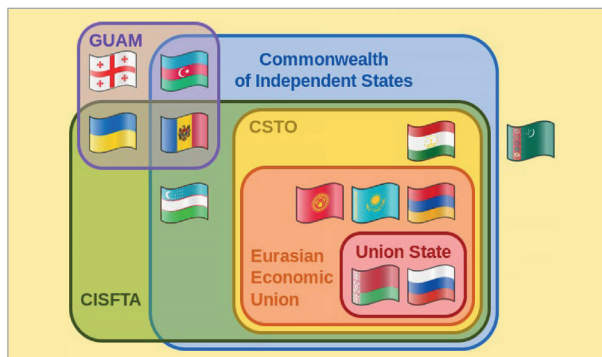 GUAM
Commonwealth
of Independent States
CSTO
Eurasian
Economic
Union
Union State
CISFTA